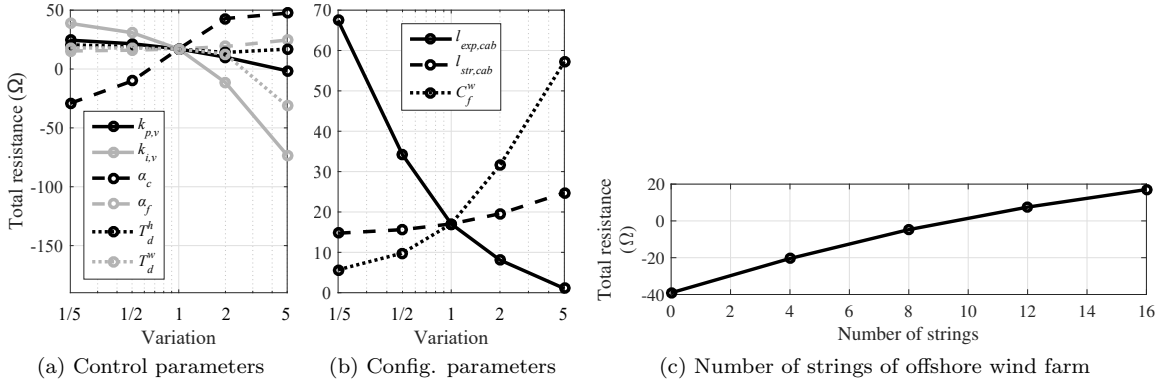 Total resistance (Ω)
50
0
-50
-100
-150
k_{p,v}
k_{i,v}
α_c
α_f
T_d^h
T_d^w
1/5 1/2 1 2 5
Variation
(a) Control parameters
70
60
50
40
30
20
10
0
l_{exp,cab}
l_{str,cab}
C_f^w
1/5 1/2 1 2 5
Variation
(b) Config. parameters
Total resistance
(Ω)
20
0
-20
-40
0 2 4 6 8 10 12 14 16
Number of strings
(c) Number of strings of offshore wind farm